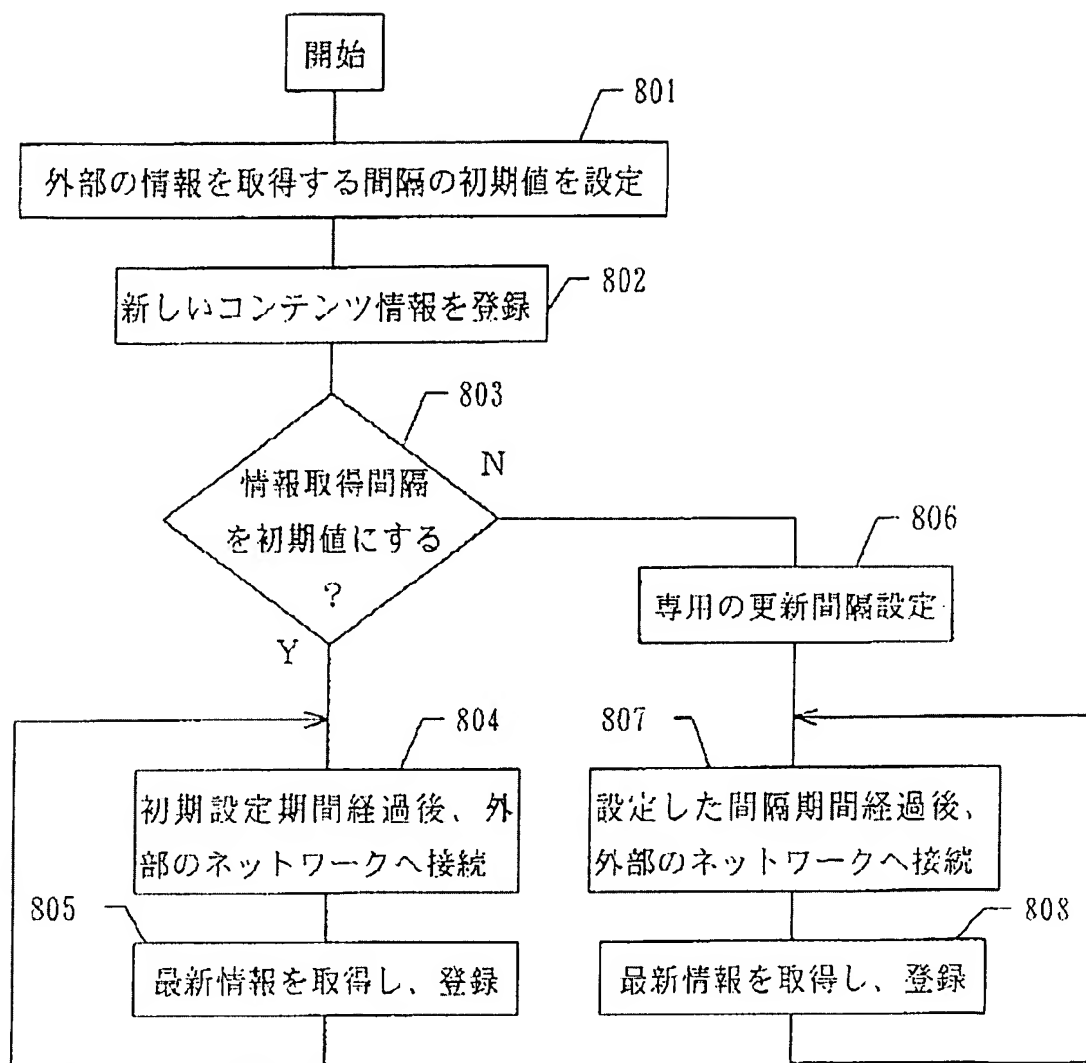 開始
801
外部の情報を取得する間隔の初期値を設定
802
新しいコンテンツ情報を登録
803
情報取得間隔
を初期値にする
?
N
Y
806
専用の更新間隔設定
804
初期設定期間経過後、外
部のネットワークへ接続
805
最新情報を取得し、登録
807
設定した間隔期間経過後、
外部のネットワークへ接続
808
最新情報を取得し、登録